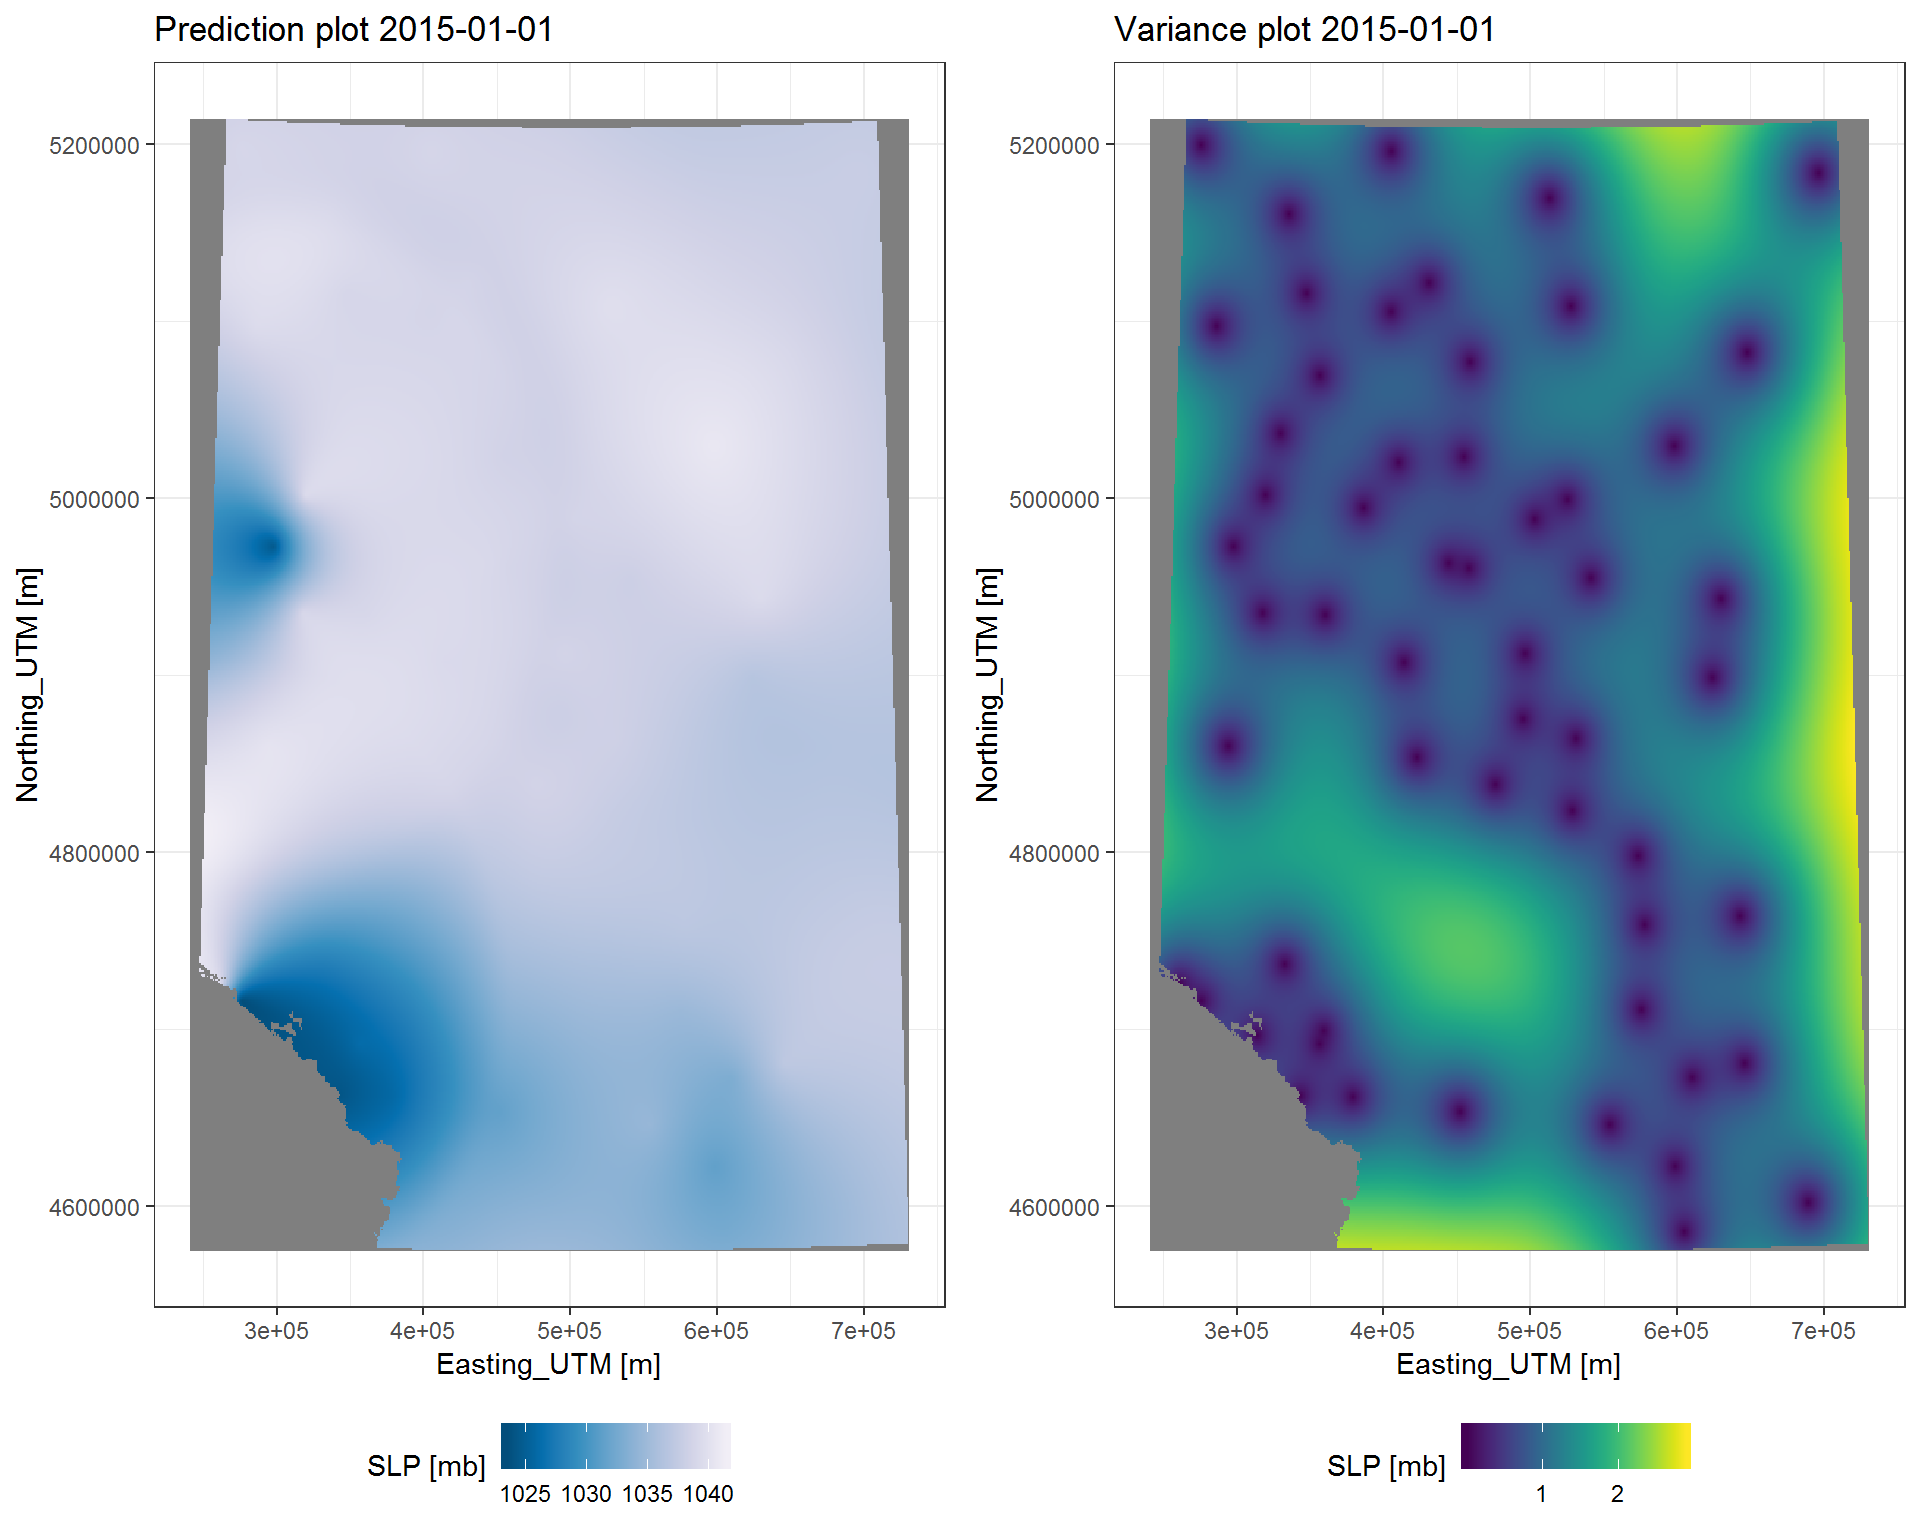 Prediction plot 2015-01-01
5200000
5000000
4800000
4600000
Northing_UTM [m]
3e+05 4e+05 5e+05 6e+05 7e+05
Easting_UTM [m]
SLP [mb]
1025 1030 1035 1040
Variance plot 2015-01-01
5200000
5000000
4800000
4600000
Northing_UTM [m]
3e+05 4e+05 5e+05 6e+05 7e+05
Easting_UTM [m]
SLP [mb]
1 2